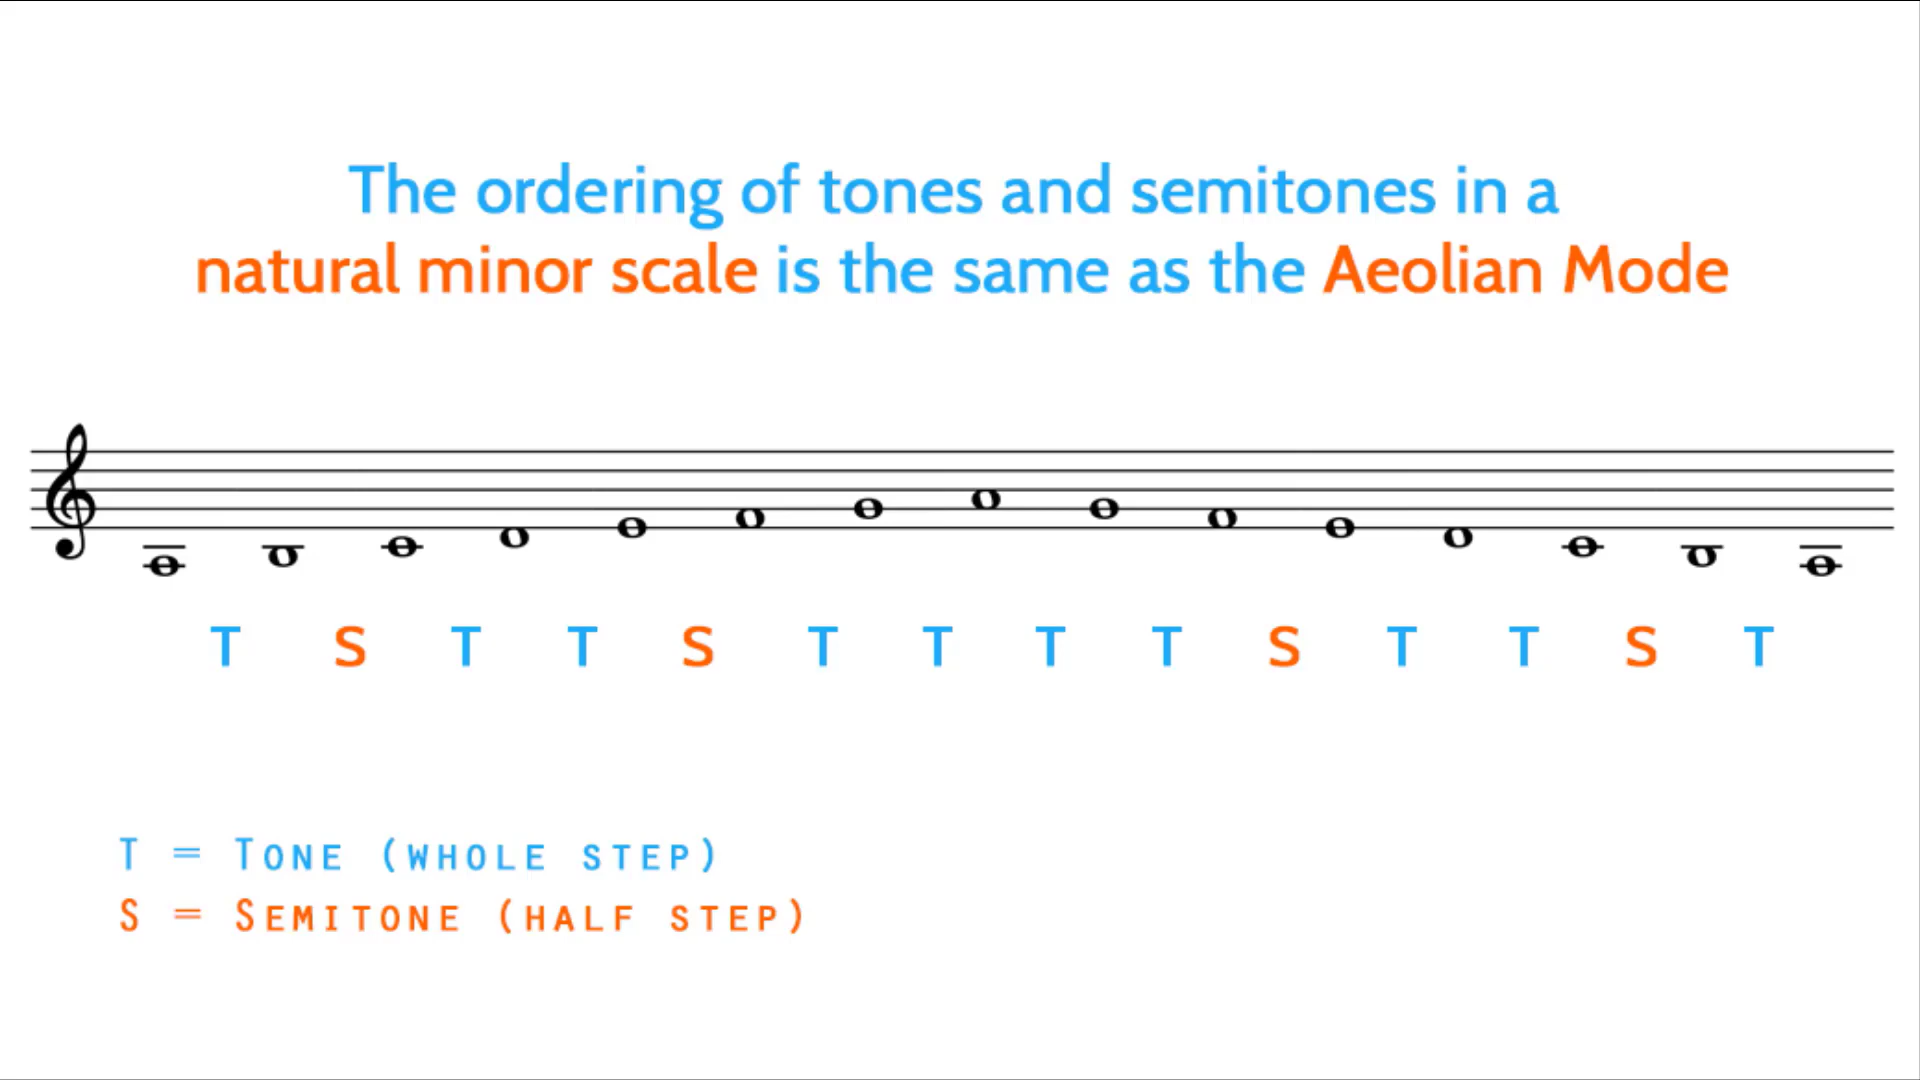 The ordering of tones and semitones in a
natural minor scale is the same as the Aeolian Mode
T S T T S T T T T S T T S T
T = Tone (whole step)
S = Semitone (half step)